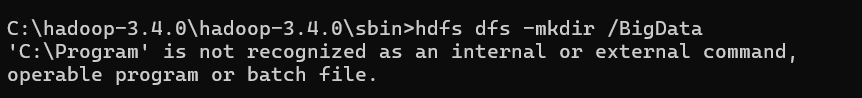 C:\hadoop-3.4.0\hadoop-3.4.0\sbin>hdfs dfs -mkdir /BigData
'C:\Program' is not recognized as an internal or external command,
operable program or batch file.